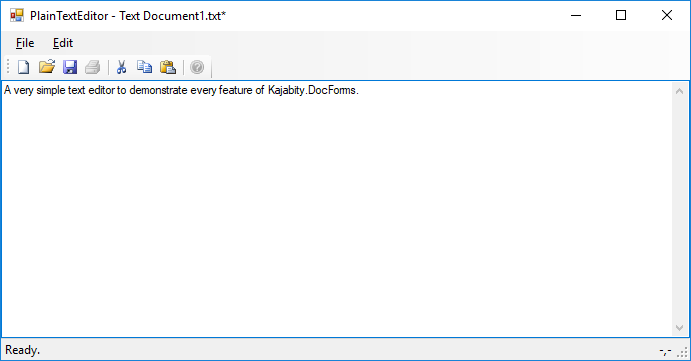 PlainTextEditor - Text Document1.txt*
File Edit
A very simple text editor to demonstrate every feature of Kajabity.DocForms.
Ready. -,-